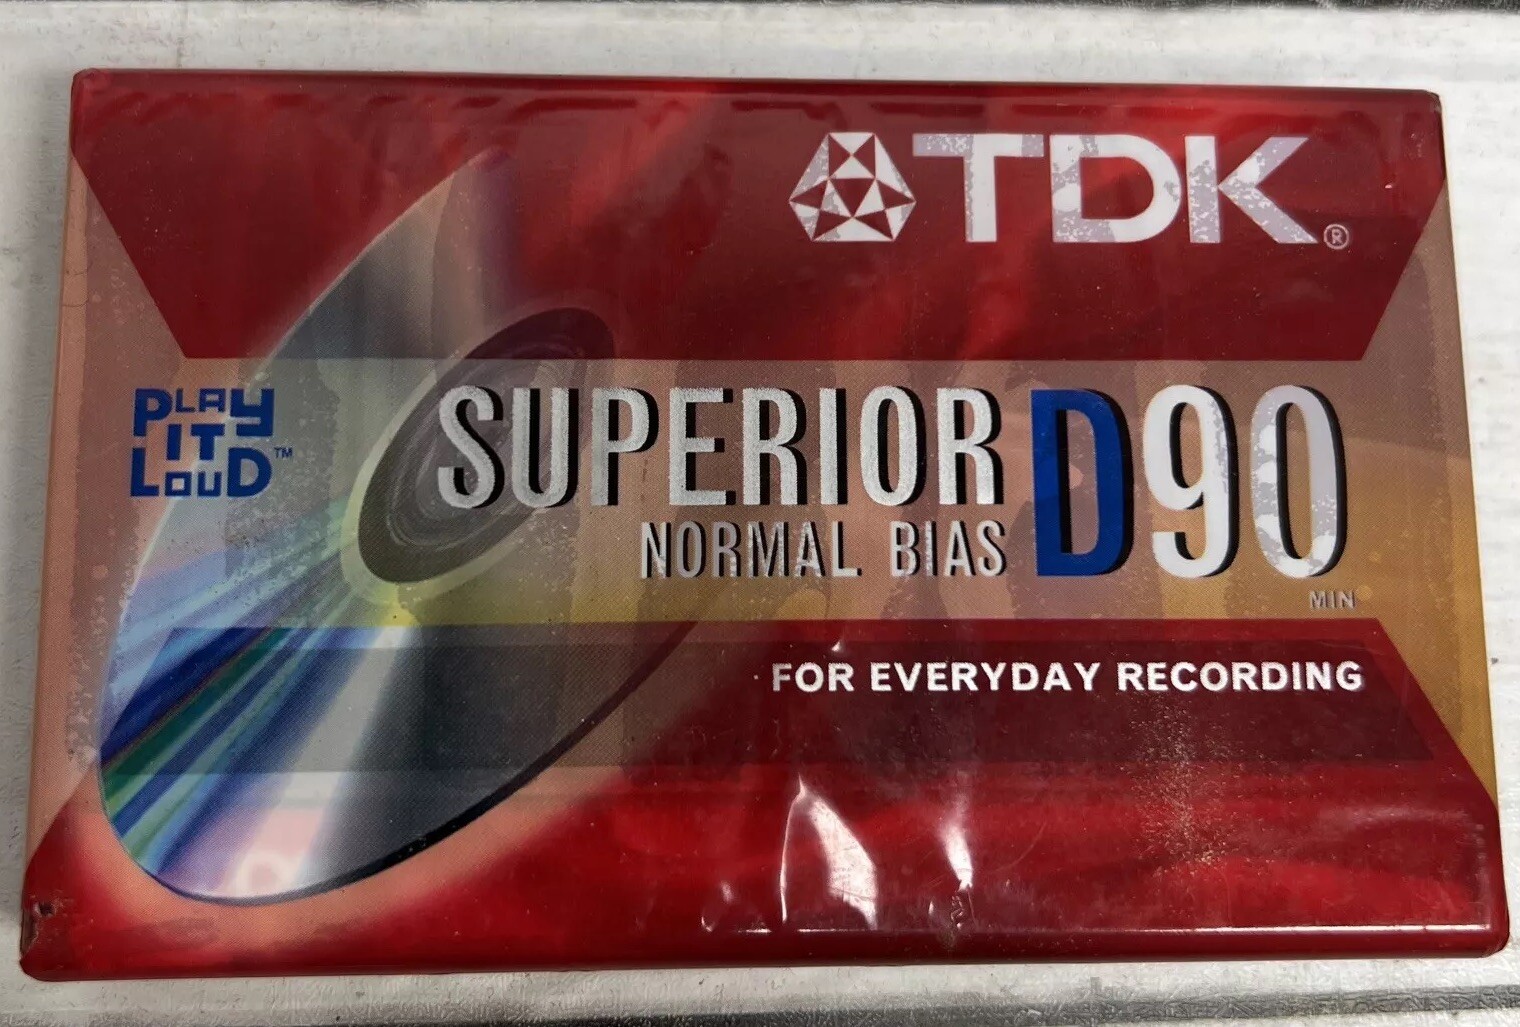 TDK®
PLAY
IT
LOUD™
SUPERIOR D90
NORMAL BIAS
MIN
FOR EVERYDAY RECORDING